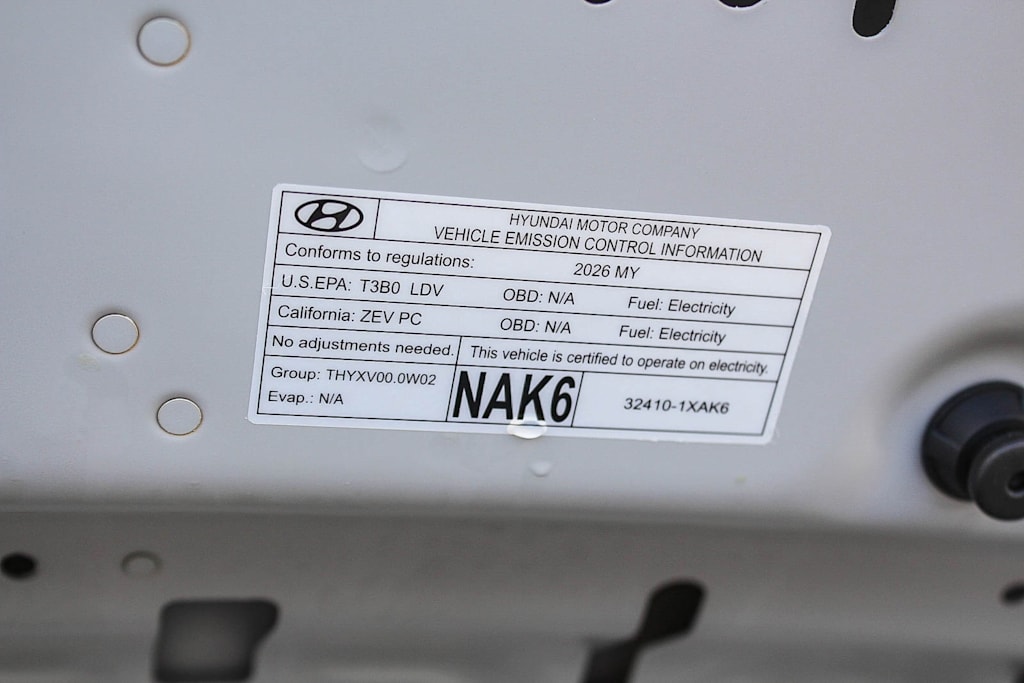 HYUNDAI MOTOR COMPANY
VEHICLE EMISSION CONTROL INFORMATION
Conforms to regulations: 2026 MY
U.S.EPA: T3B0 LDV OBD: N/A Fuel: Electricity
California: ZEV PC OBD: N/A Fuel: Electricity
No adjustments needed. This vehicle is certified to operate on electricity.
Group: THYXV00.0W02
Evap.: N/A
NAK6
32410-1XAK6